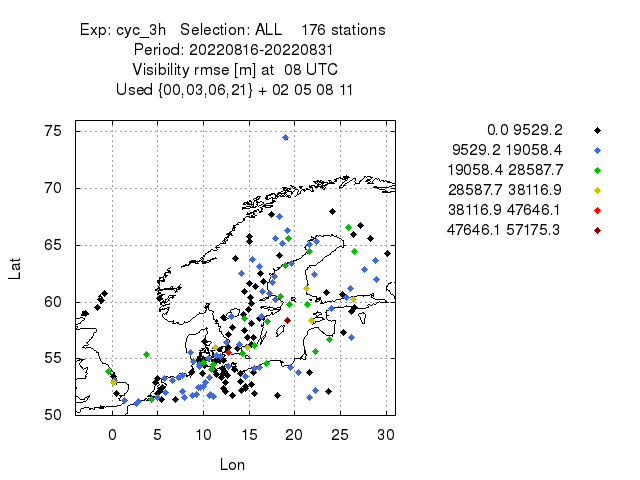 Exp: cyc_3h   Selection: ALL    176 stations
Period: 20220816-20220831
Visibility rmse [m] at  08 UTC
Used {00,03,06,21} + 02 05 08 11
0.0 9529.2
9529.2 19058.4
19058.4 28587.7
28587.7 38116.9
38116.9 47646.1
47646.1 57175.3
75
70
65
60
55
50
Lat
0 5 10 15 20 25 30
Lon